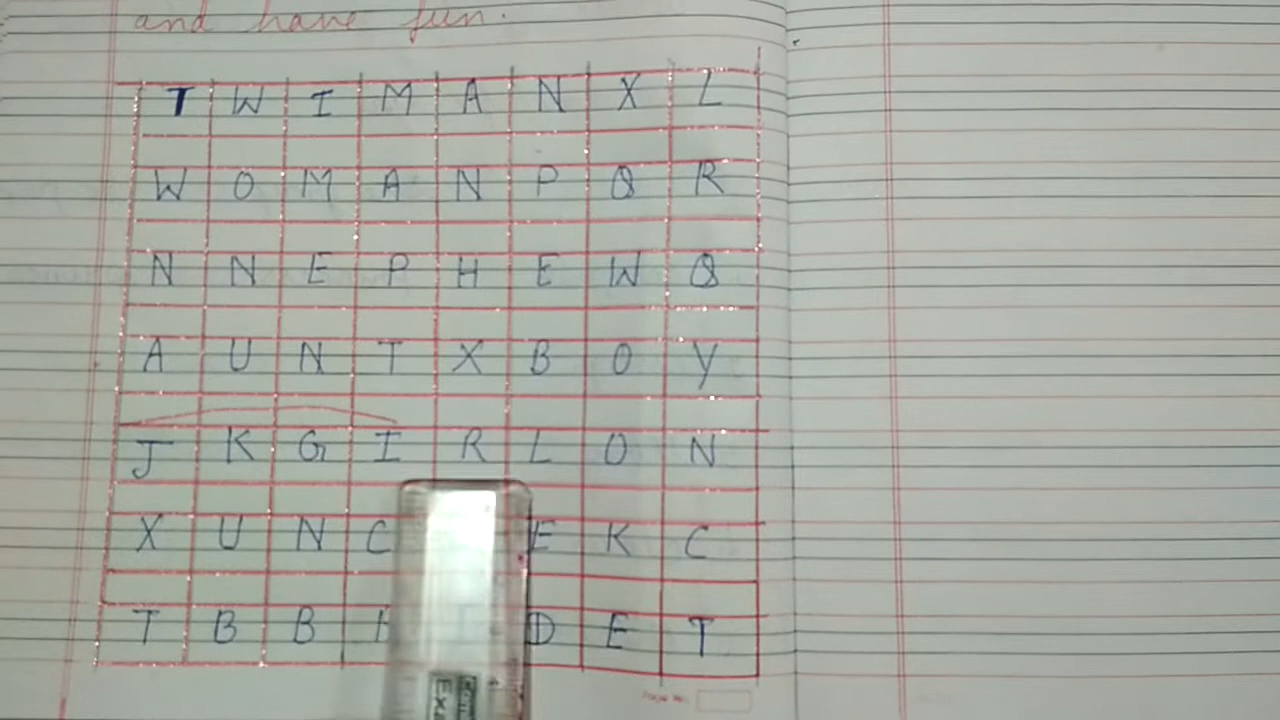 and have fun.
T W I M A N X L
W O M A N P Q R
N N E P H E W Q
A U N T X B O Y
J K G I R L O N
X U N C E K C
T B B D E T